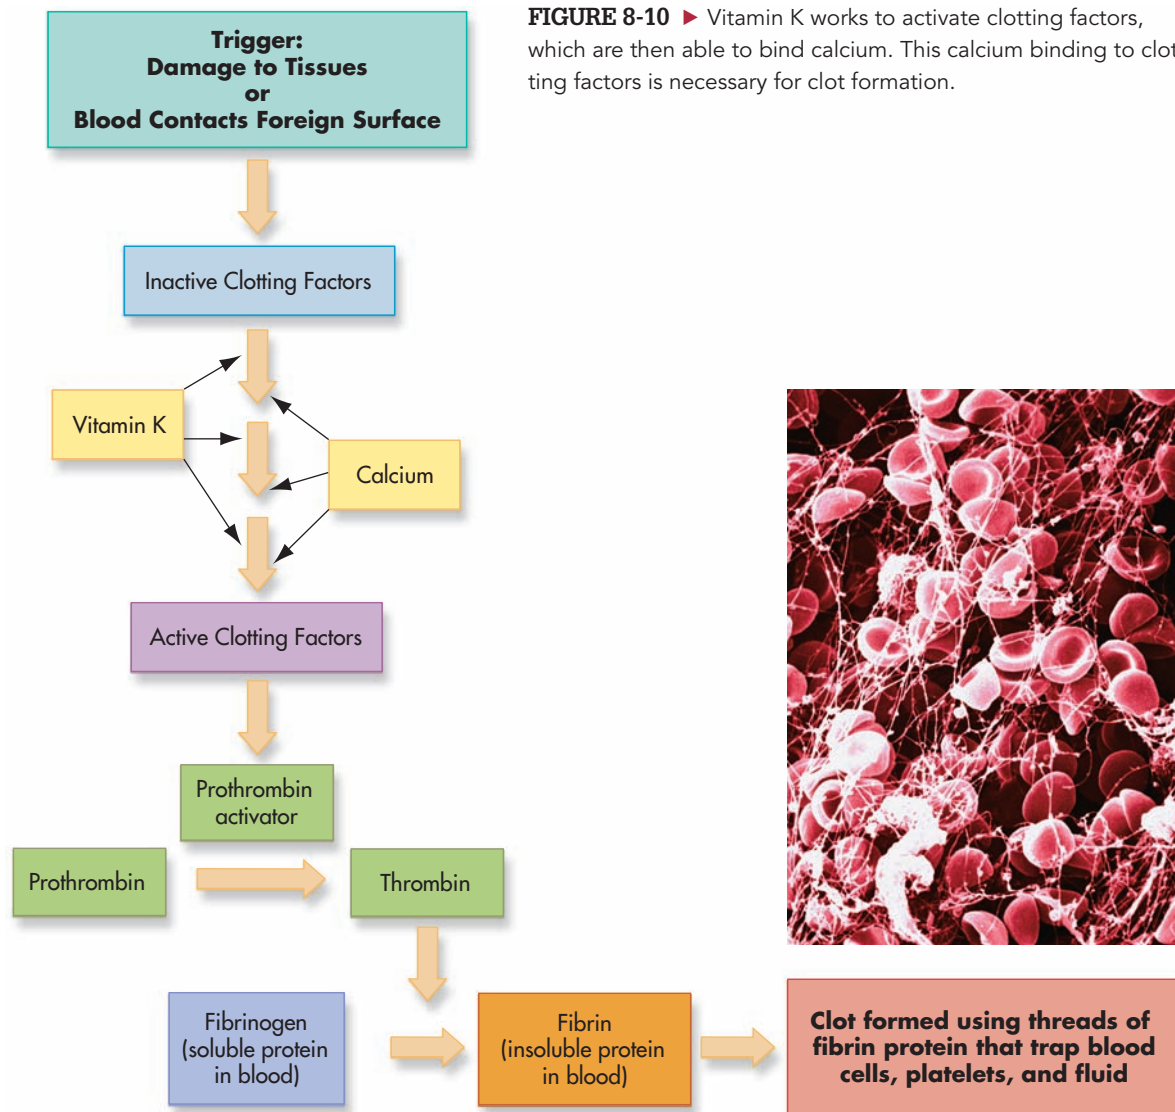 FIGURE 8-10 ▶ Vitamin K works to activate clotting factors,
which are then able to bind calcium. This calcium binding to clot
ting factors is necessary for clot formation.
Trigger:
Damage to Tissues
or
Blood Contacts Foreign Surface
Inactive Clotting Factors
Vitamin K
Calcium
Active Clotting Factors
Prothrombin
activator
Prothrombin
Thrombin
Fibrinogen
(soluble protein
in blood)
Fibrin
(insoluble protein
in blood)
Clot formed using threads of
fibrin protein that trap blood
cells, platelets, and fluid